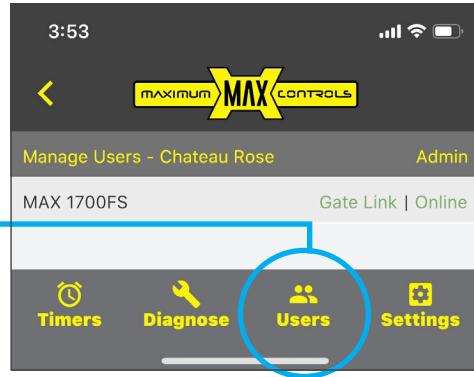 3:53
MAXIMUM MAX CONTROLS
Manage Users - Chateau Rose Admin
MAX 1700FS Gate Link | Online
Timers Diagnose Users Settings